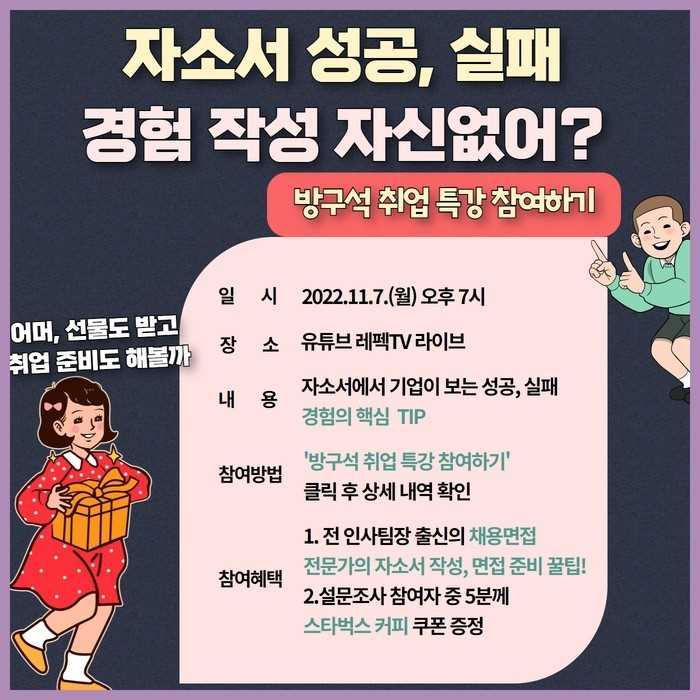 자소서 성공, 실패
경험 작성 자신없어?
방구석 취업 특강 참여하기
어머, 선물도 받고
취업 준비도 해볼까
일 시 2022.11.7.(월) 오후 7시
장 소 유튜브 레펙TV 라이브
내 용 자소서에서 기업이 보는 성공, 실패
경험의 핵심 TIP
참여방법 '방구석 취업 특강 참여하기'
클릭 후 상세 내역 확인
참여혜택 1. 전 인사팀장 출신의 채용면접
전문가의 자소서 작성, 면접 준비 꿀팁!
2.설문조사 참여자 중 5분께
스타벅스 커피 쿠폰 증정